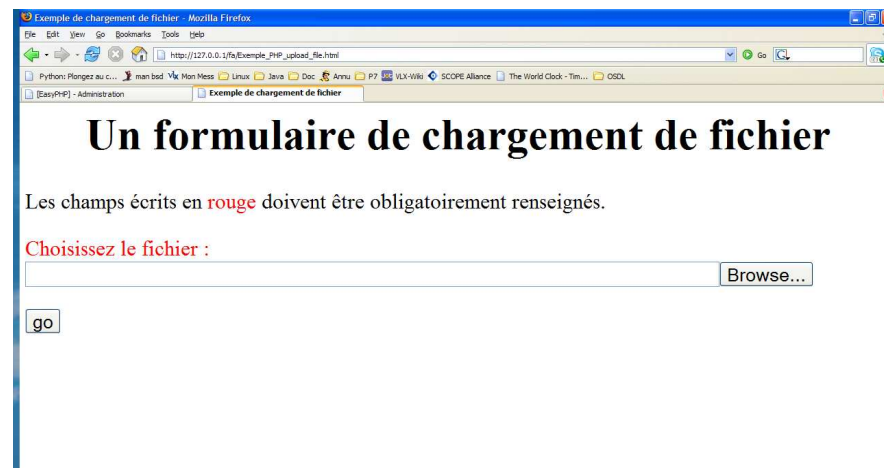 Exemple de chargement de fichier - Mozilla Firefox
File Edit View Go Bookmarks Tools Help
http://127.0.0.1/fa/Exemple_PHP_upload_file.html Go
Python: Plongez au c... man bsd Mon Mess Linux Java Doc Annu P7 VLX-Wiki SCOPE Alliance The World Clock - Tim... OSDL
[EasyPHP] - Administration Exemple de chargement de fichier
Un formulaire de chargement de fichier
Les champs écrits en rouge doivent être obligatoirement renseignés.
Choisissez le fichier :
Browse...
go